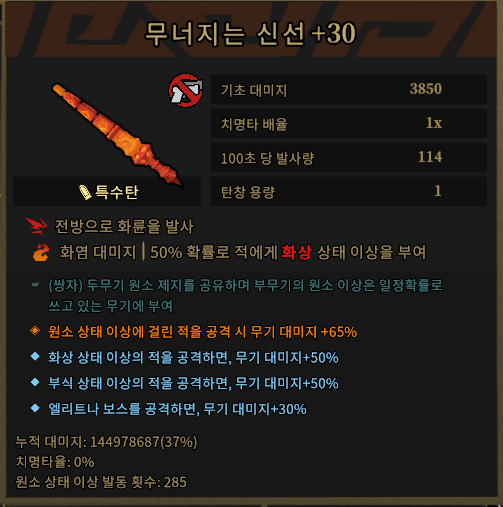 무너지는 신선 +30
기초 대미지 3850
치명타 배율 1x
100초 당 발사량 114
특수탄
탄창 용량 1
전방으로 화륜을 발사
화염 대미지 | 50% 확률로 적에게 화상 상태 이상을 부여
(쌍자) 두무기 원소 제지를 공유하며 부무기의 원소 이상은 일정확률로
쓰고 있는 무기에 부여
원소 상태 이상에 걸린 적을 공격 시 무기 대미지 +65%
화상 상태 이상의 적을 공격하면, 무기 대미지+50%
부식 상태 이상의 적을 공격하면, 무기 대미지+50%
엘리트나 보스를 공격하면, 무기 대미지+30%
누적 대미지: 144978687(37%)
치명타율: 0%
원소 상태 이상 발동 횟수: 285